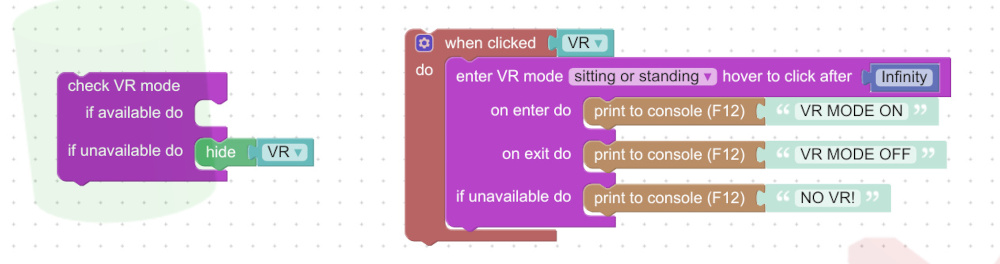 check VR mode
if available do
if unavailable do hide VR ▾
when clicked VR ▾
do enter VR mode sitting or standing ▾ hover to click after Infinity
on enter do print to console (F12) “ VR MODE ON ”
on exit do print to console (F12) “ VR MODE OFF ”
if unavailable do print to console (F12) “ NO VR! ”